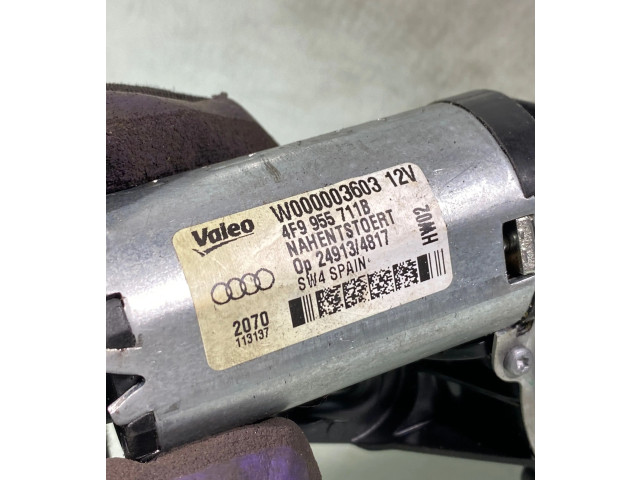 Valeo
W000003603 12V
4F9 955 711B
NAHENTSTOERT
Op 24913/4817
SW4 SPAIN
HW02
2070
113137